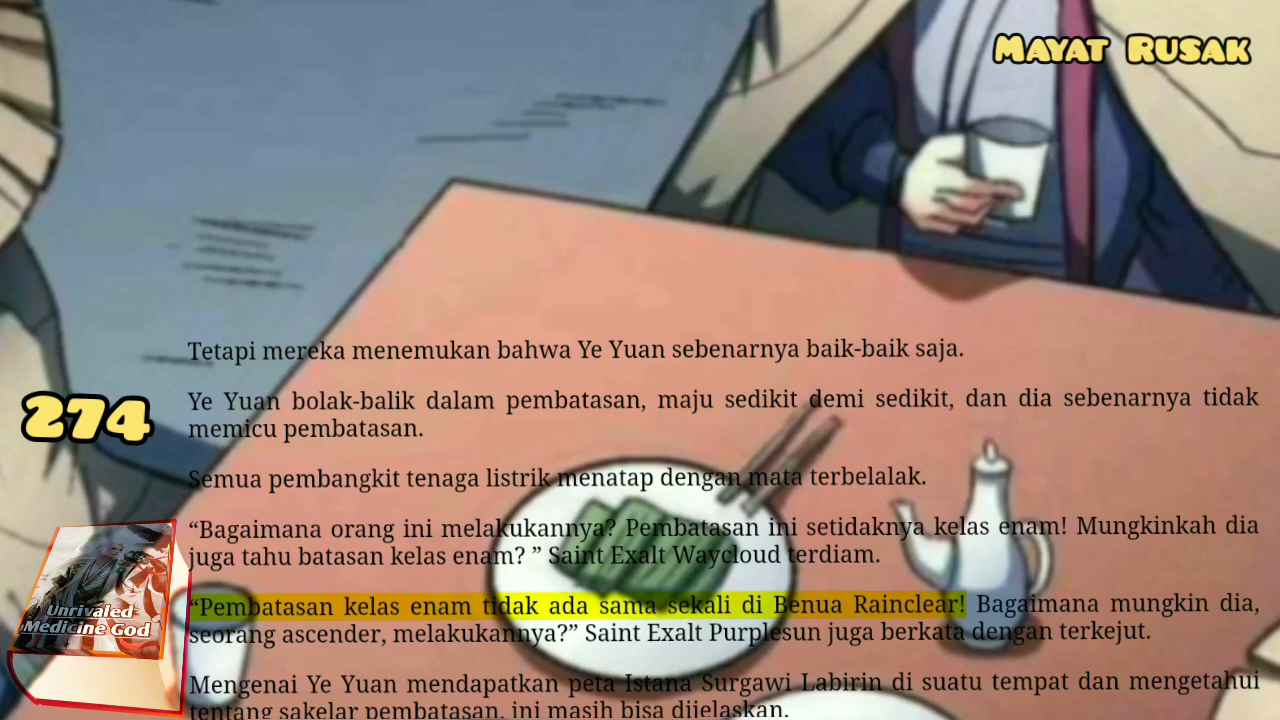 Mayat Rusak
Tetapi mereka menemukan bahwa Ye Yuan sebenarnya baik-baik saja.
274
Ye Yuan bolak-balik dalam pembatasan, maju sedikit demi sedikit, dan dia sebenarnya tidak
memicu pembatasan.
Semua pembangkit tenaga listrik menatap dengan mata terbelalak.
“Bagaimana orang ini melakukannya? Pembatasan ini setidaknya kelas enam! Mungkinkah dia
juga tahu batasan kelas enam? ” Saint Exalt Waycloud terdiam.
“Pembatasan kelas enam tidak ada sama sekali di Benua Rainclear! Bagaimana mungkin dia,
seorang ascender, melakukannya?” Saint Exalt Purplesun juga berkata dengan terkejut.
Unrivaled
Medicine God
Mengenai Ye Yuan mendapatkan peta Istana Surgawi Labirin di suatu tempat dan mengetahui
tentang sakelar pembatasan, ini masih bisa dijelaskan.